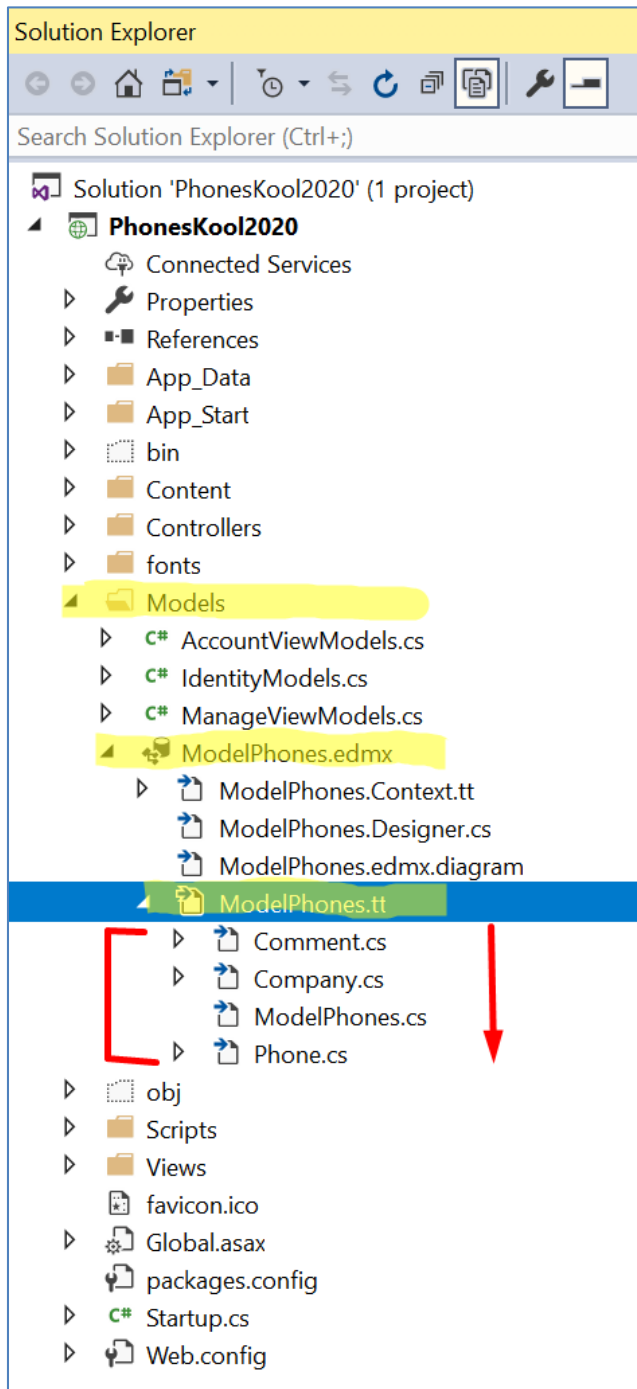 Solution Explorer
Search Solution Explorer (Ctrl+;)
Solution 'PhonesKool2020' (1 project)
PhonesKool2020
Connected Services
Properties
References
App_Data
App_Start
bin
Content
Controllers
fonts
Models
C# AccountViewModels.cs
C# IdentityModels.cs
C# ManageViewModels.cs
ModelPhones.edmx
ModelPhones.Context.tt
ModelPhones.Designer.cs
ModelPhones.edmx.diagram
ModelPhones.tt
Comment.cs
Company.cs
ModelPhones.cs
Phone.cs
obj
Scripts
Views
favicon.ico
Global.asax
packages.config
C# Startup.cs
Web.config